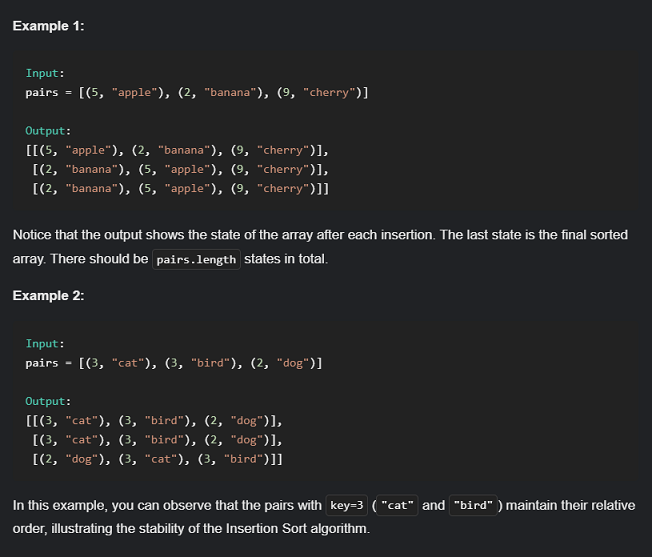 Example 1:
Input:
pairs = [(5, "apple"), (2, "banana"), (9, "cherry")]
Output:
[[(5, "apple"), (2, "banana"), (9, "cherry")],
[(2, "banana"), (5, "apple"), (9, "cherry")],
[(2, "banana"), (5, "apple"), (9, "cherry")]]
Notice that the output shows the state of the array after each insertion. The last state is the final sorted
array. There should be pairs.length states in total.
Example 2:
Input:
pairs = [(3, "cat"), (3, "bird"), (2, "dog")]
Output:
[[(3, "cat"), (3, "bird"), (2, "dog")],
[(3, "cat"), (3, "bird"), (2, "dog")],
[(2, "dog"), (3, "cat"), (3, "bird")]]
In this example, you can observe that the pairs with key=3 ( "cat" and "bird" ) maintain their relative
order, illustrating the stability of the Insertion Sort algorithm.